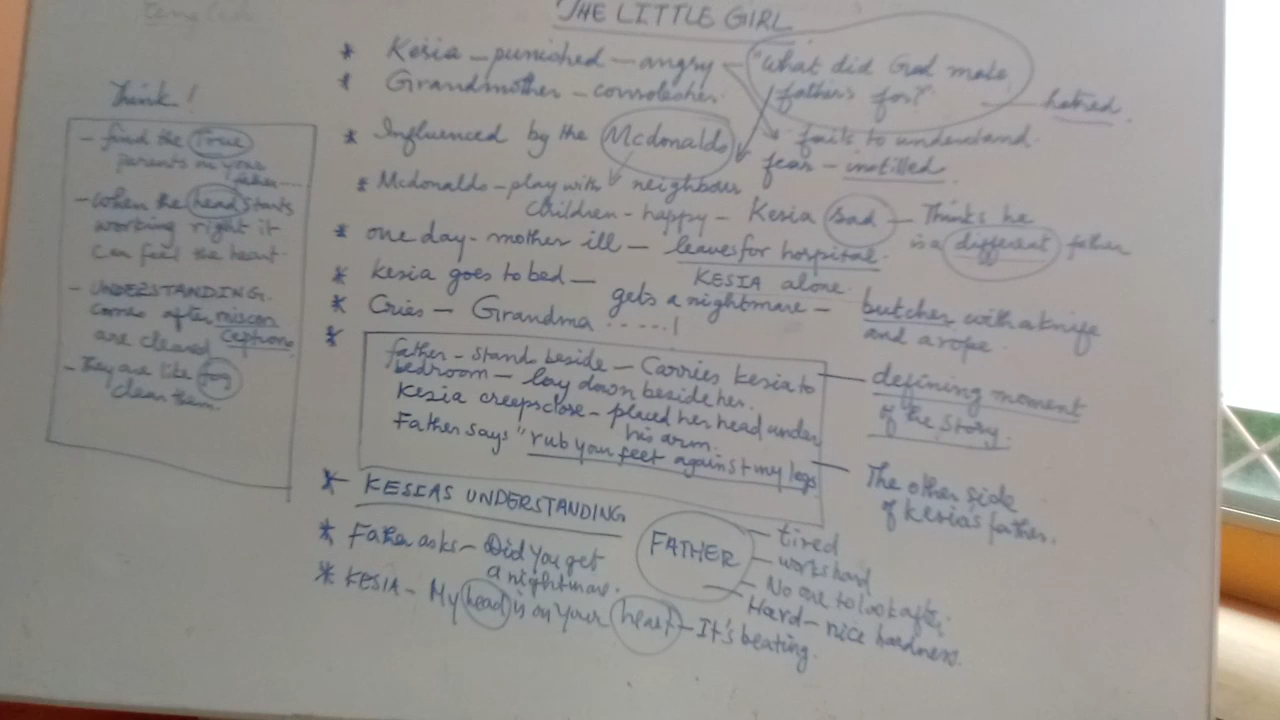 THE LITTLE GIRL
* Kesia - punished - angry - "What did God make
father's for?" - hatred.
* Grandmother - consoles her.
fails to understand.
fear - instilled.
* Influenced by the Mcdonalds
* Mcdonalds - play with neighbour
children - happy - Kesia sad - Thinks he
is a different father
* one day - mother ill - leaves for hospital.
KESIA alone.
* Kesia goes to bed -
gets a nightmare - butcher with a knife
and a rope.
* Cries - Grandma ......!
* father - stands beside - Carries Kesia to
bedroom - lay down beside her.
Kesia creeps close - placed her head under
his arm.
Father says "rub your feet against my legs
defining moment
of the story.
The other side
of Kesia's father.
* KESIAS UNDERSTANDING
FATHER
- tired
- works hard
- No one to look after.
Hard - nice hardness.
* Father asks - Did you get
a nightmare.
* KESIA - My head is on your heart - It's beating.
Think!
- find the True
parents in your
- When the head starts
working right it
can feel the heart.
- UNDERSTANDING.
comes after miscon
ceptions
are cleared
- They are like fog
clear them.